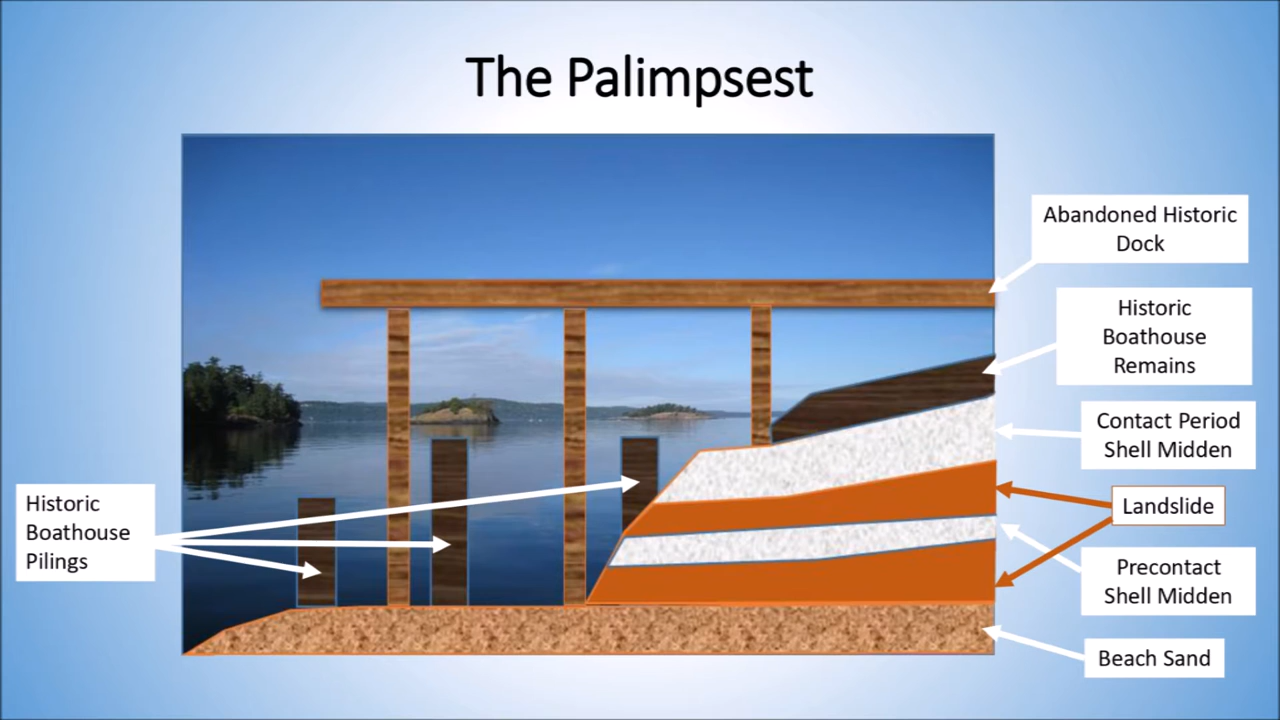 The Palimpsest
Abandoned Historic
Dock
Historic
Boathouse
Remains
Contact Period
Shell Midden
Landslide
Precontact
Shell Midden
Beach Sand
Historic
Boathouse
Pilings